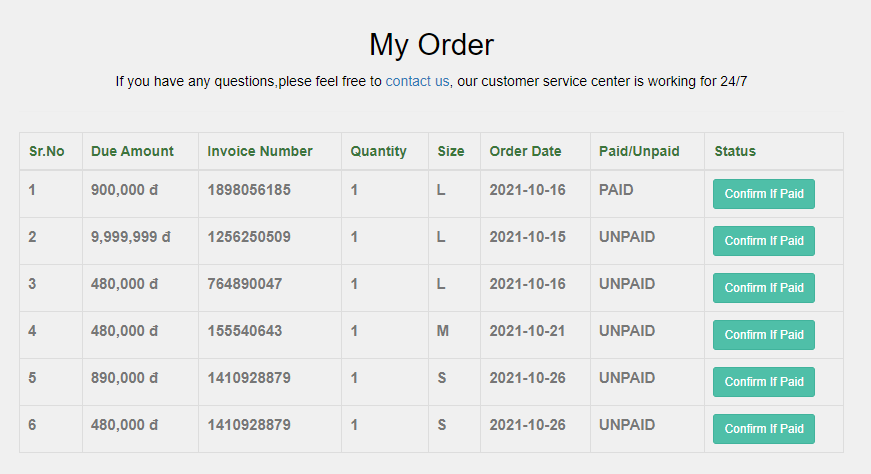 My Order
If you have any questions,plese feel free to contact us, our customer service center is working for 24/7
Sr.No Due Amount Invoice Number Quantity Size Order Date Paid/Unpaid Status
1 900,000 đ 1898056185 1 L 2021-10-16 PAID Confirm If Paid
2 9,999,999 đ 1256250509 1 L 2021-10-15 UNPAID Confirm If Paid
3 480,000 đ 764890047 1 L 2021-10-16 UNPAID Confirm If Paid
4 480,000 đ 155540643 1 M 2021-10-21 UNPAID Confirm If Paid
5 890,000 đ 1410928879 1 S 2021-10-26 UNPAID Confirm If Paid
6 480,000 đ 1410928879 1 S 2021-10-26 UNPAID Confirm If Paid